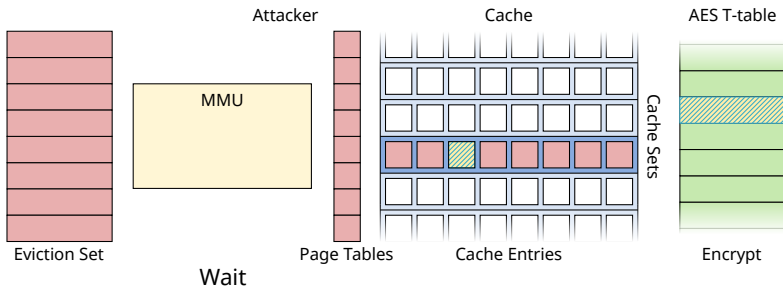 Attacker
Cache
AES T-table
MMU
Cache Sets
Eviction Set
Page Tables
Cache Entries
Encrypt
Wait